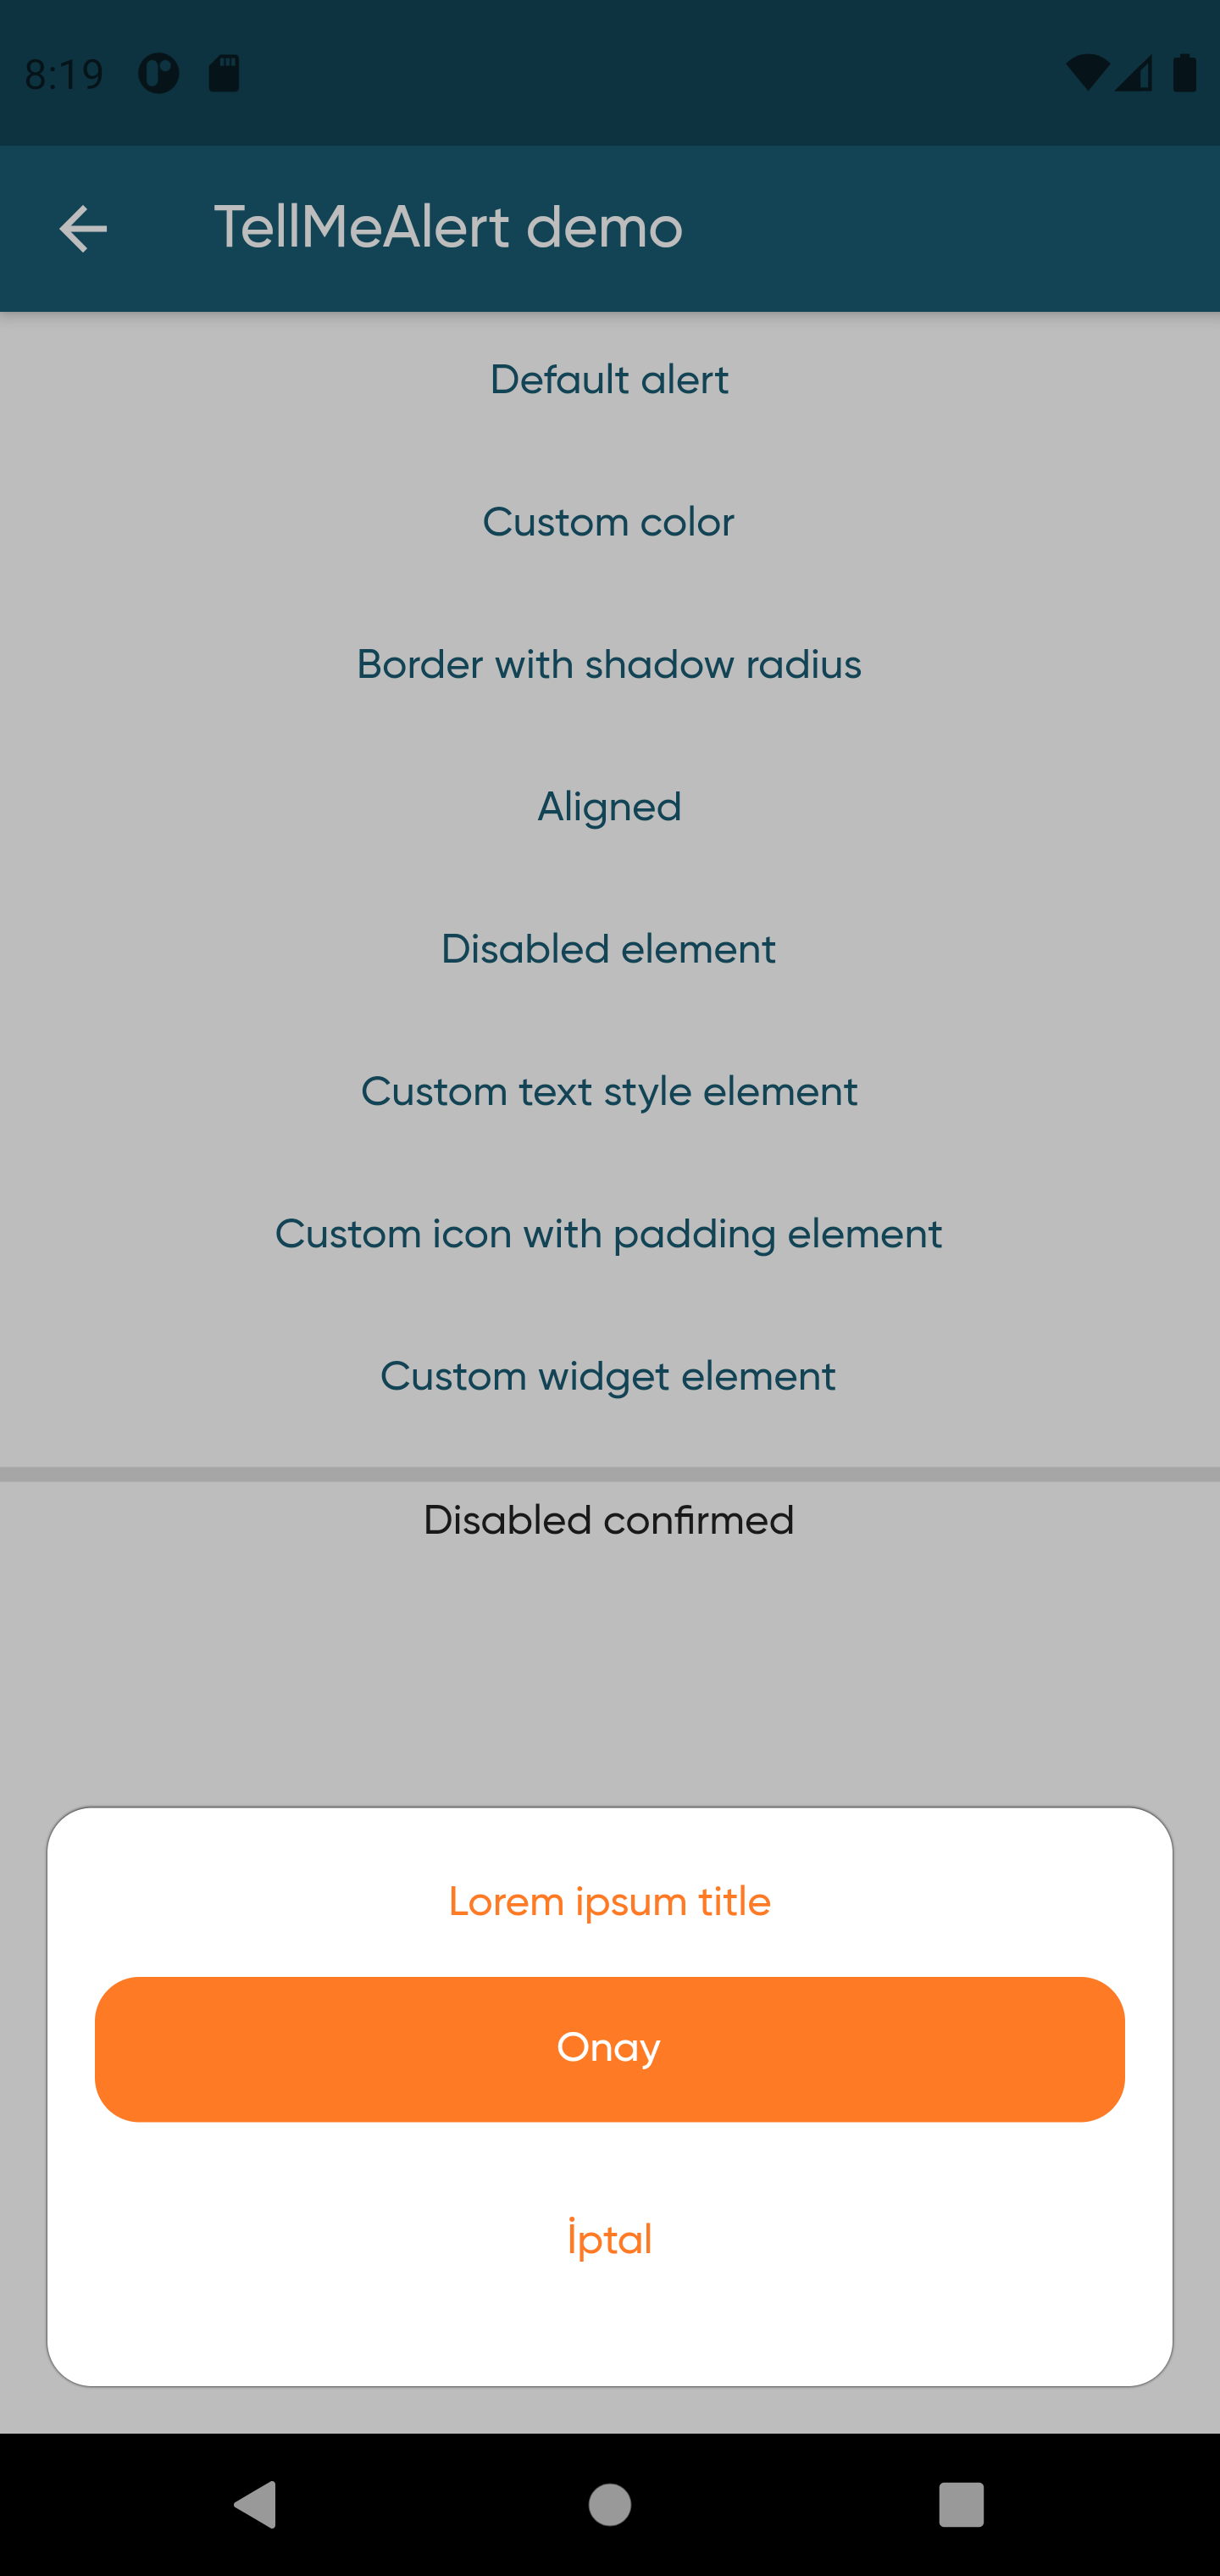 8:19
TellMeAlert demo
Default alert
Custom color
Border with shadow radius
Aligned
Disabled element
Custom text style element
Custom icon with padding element
Custom widget element
Disabled confirmed
Lorem ipsum title
Onay
İptal